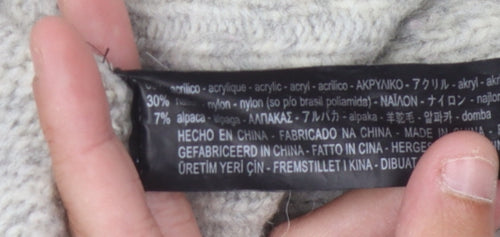 acrílico - acrylique - acrylic - acryl - acrilico - ΑΚΡΥΛΙΚΟ - アクリル - akryl - akr
30% nylon - nylon (so p/o brasil poliamida) - ΝΑΪΛΟΝ - ナイロン - najlon
7% alpaca - alpaga - ΑΛΠΑΚΑΣ - アルパカ - alpaka - 羊驼毛 - 알파카 - domba
HECHO EN CHINA - FABRICADO NA CHINA - MADE IN CHINA
GEFABRICEERD IN CHINA - FATTO IN CINA - HERGES
ÜRETİM YERİ ÇİN - FREMSTILLET I KINA - DIBUAT